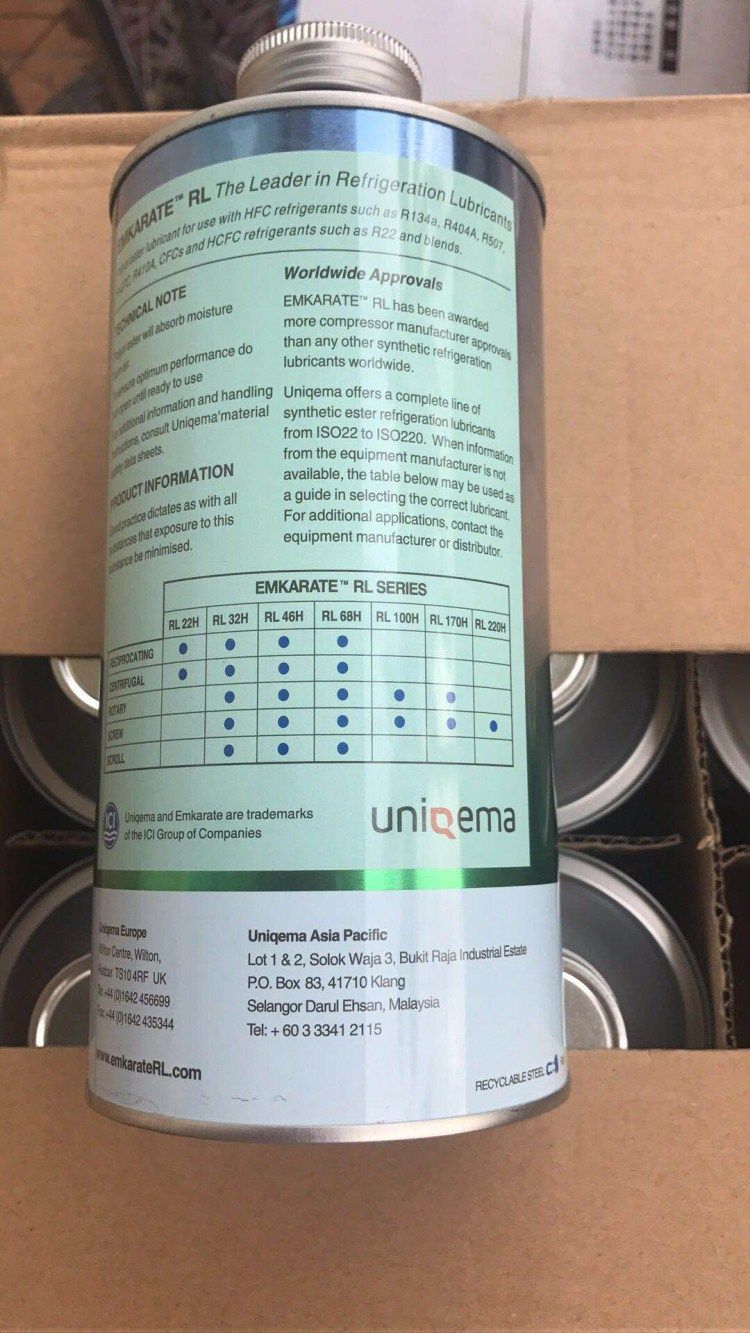 EMKARATE™ RL The Leader in Refrigeration Lubricants
lubricant for use with HFC refrigerants such as R134a, R404A, R507,
R410A, CFCs and HCFC refrigerants such as R22 and blends.
TECHNICAL NOTE
ester will absorb moisture
optimum performance do
open until ready to use
additional information and handling
instructions, consult Uniqema'material
safety data sheets.
PRODUCT INFORMATION
Good practice dictates as with all
substances that exposure to this
substance be minimised.
Worldwide Approvals
EMKARATE™ RL has been awarded
more compressor manufacturer approvals
than any other synthetic refrigeration
lubricants worldwide.
Uniqema offers a complete line of
synthetic ester refrigeration lubricants
from ISO22 to ISO220. When information
from the equipment manufacturer is not
available, the table below may be used as
a guide in selecting the correct lubricant.
For additional applications, contact the
equipment manufacturer or distributor.
EMKARATE™ RL SERIES
RL 22H RL 32H RL 46H RL 68H RL 100H RL 170H RL 220H
RECIPROCATING
CENTRIFUGAL
ROTARY
SCREW
SCROLL
ICI
Uniqema and Emkarate are trademarks
of the ICI Group of Companies
uniqema
Uniqema Europe
Wilton Centre, Wilton,
Redcar TS10 4RF UK
Tel: +44 (0)1642 456699
Fax: +44 (0)1642 435344
www.emkarateRL.com
Uniqema Asia Pacific
Lot 1 & 2, Solok Waja 3, Bukit Raja Industrial Estate
P.O. Box 83, 41710 Klang
Selangor Darul Ehsan, Malaysia
Tel: + 60 3 3341 2115
RECYCLABLE STEEL